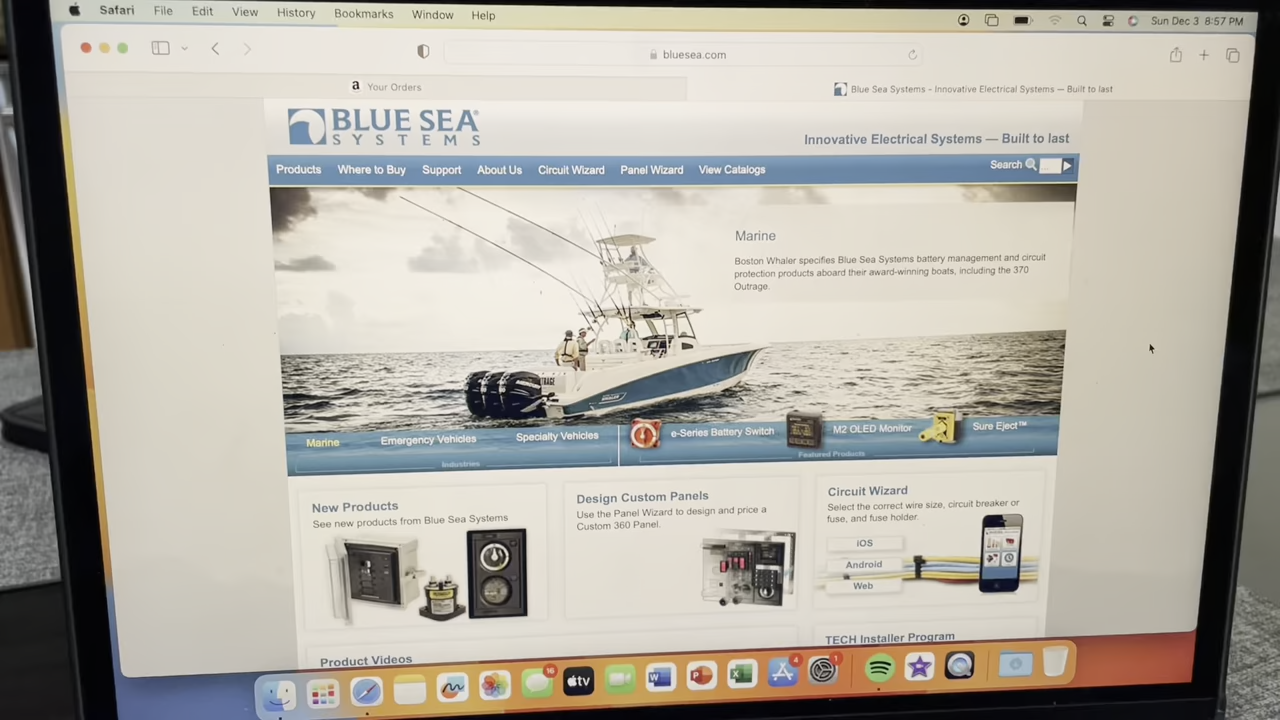 Safari File Edit View History Bookmarks Window Help
Sun Dec 3 8:57 PM
bluesea.com
a Your Orders
Blue Sea Systems - Innovative Electrical Systems — Built to last
BLUE SEA®
SYSTEMS
Innovative Electrical Systems — Built to last
Products Where to Buy Support About Us Circuit Wizard Panel Wizard View Catalogs
Search
Marine
Boston Whaler specifies Blue Sea Systems battery management and circuit
protection products aboard their award-winning boats, including the 370
Outrage.
Marine Emergency Vehicles Specialty Vehicles
e-Series Battery Switch M2 OLED Monitor Sure Eject™
Industries
Featured Products
New Products
See new products from Blue Sea Systems
Design Custom Panels
Use the Panel Wizard to design and price a
Custom 360 Panel.
Circuit Wizard
Select the correct wire size, circuit breaker or
fuse, and fuse holder.
iOS
Android
Web
Product Videos
TECH Installer Program
16
tv
W
P
X
4
1